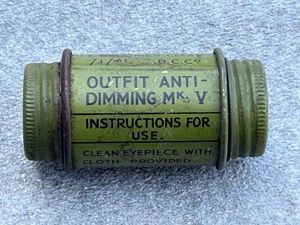 B.C.Co
OUTFIT ANTI-
DIMMING MK. V
INSTRUCTIONS FOR
USE.
CLEAN EYEPIECE WITH
CLOTH PROVIDED